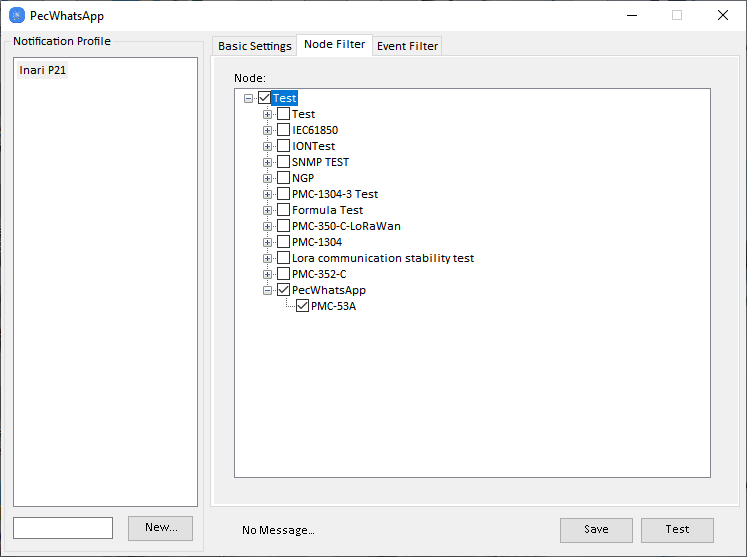 PecWhatsApp
Notification Profile
Inari P21
New...
Basic Settings
Node Filter
Event Filter
Node:
Test
Test
IEC61850
IONTest
SNMP TEST
NGP
PMC-1304-3 Test
Formula Test
PMC-350-C-LoRaWan
PMC-1304
Lora communication stability test
PMC-352-C
PecWhatsApp
PMC-53A
No Message...
Save
Test